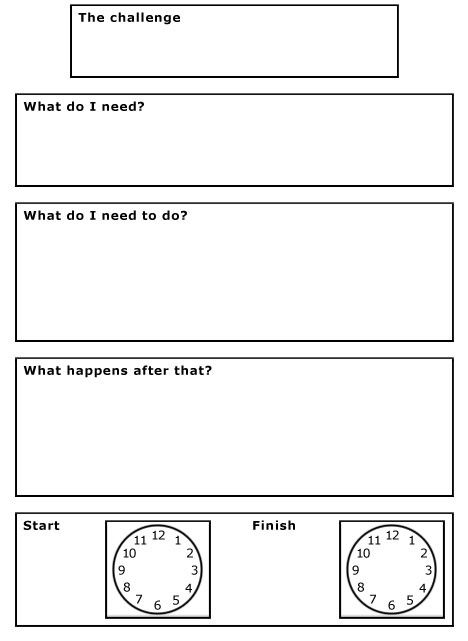 The challenge
What do I need?
What do I need to do?
What happens after that?
Start
12
11 1
10 2
9 3
8 4
7 5
6
Finish
12
11 1
10 2
9 3
8 4
7 5
6